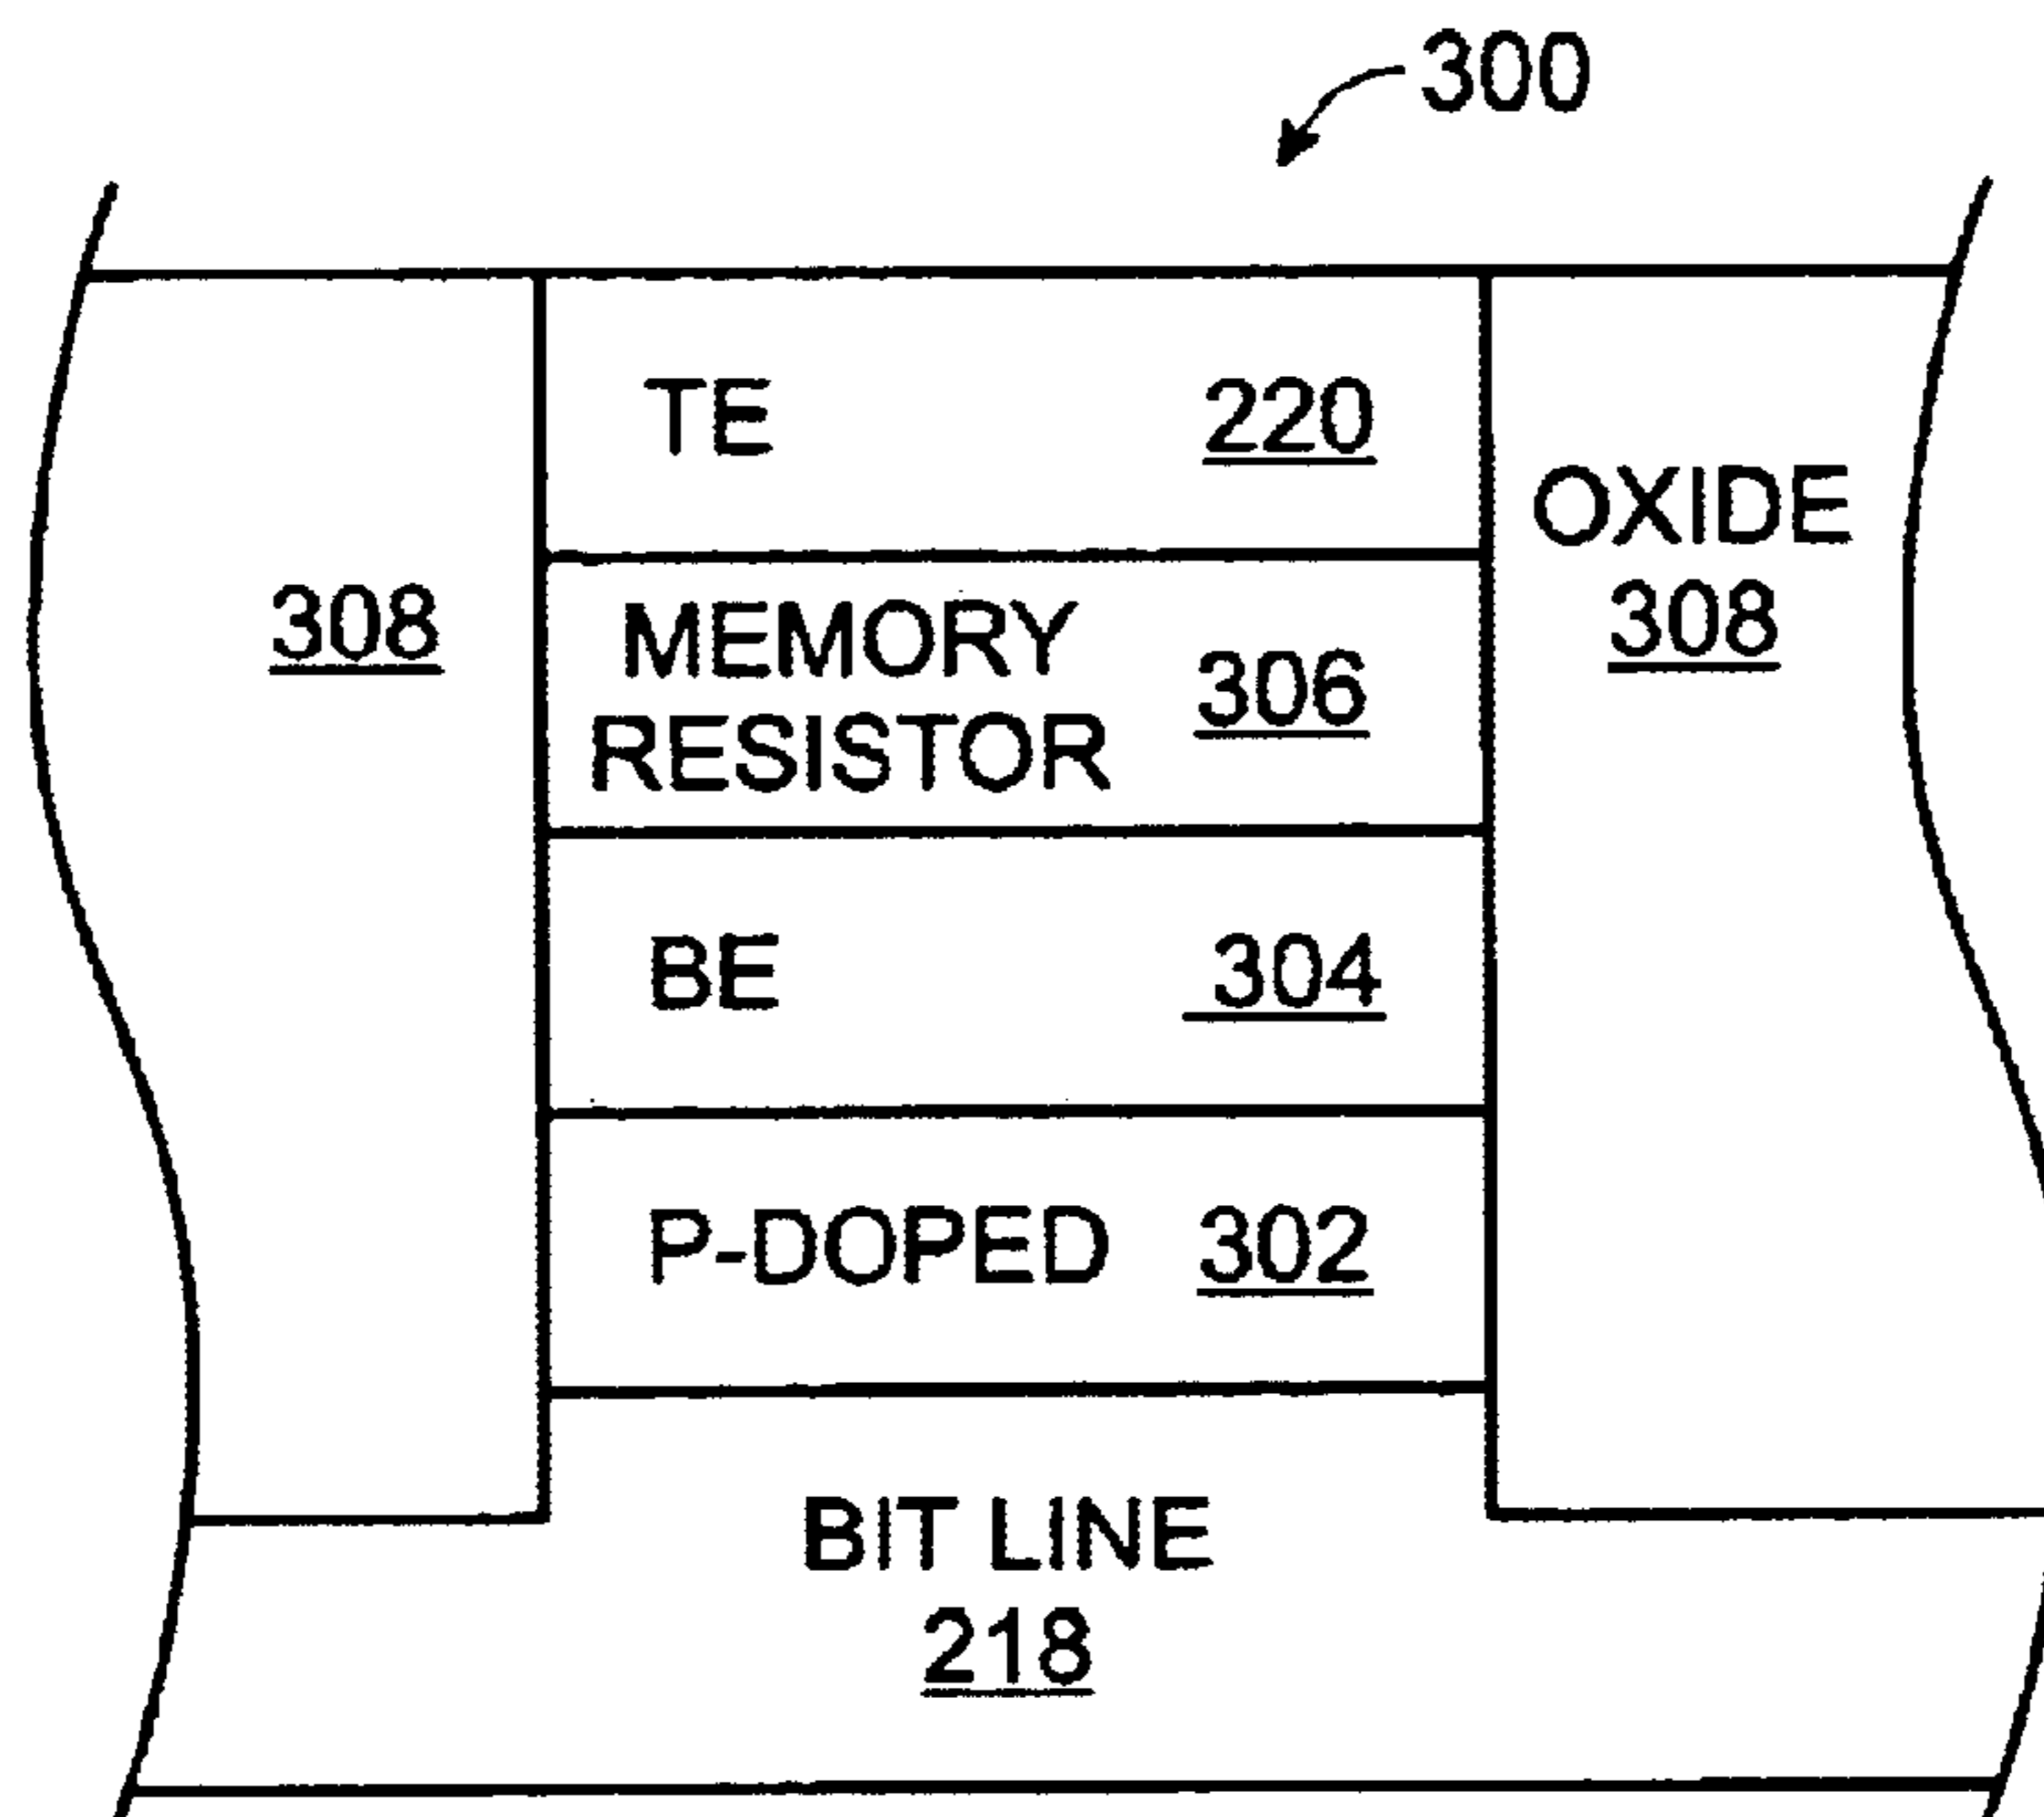 300
TE 220
OXIDE
308
308
MEMORY
RESISTOR
306
BE 304
P-DOPED 302
BIT LINE
218